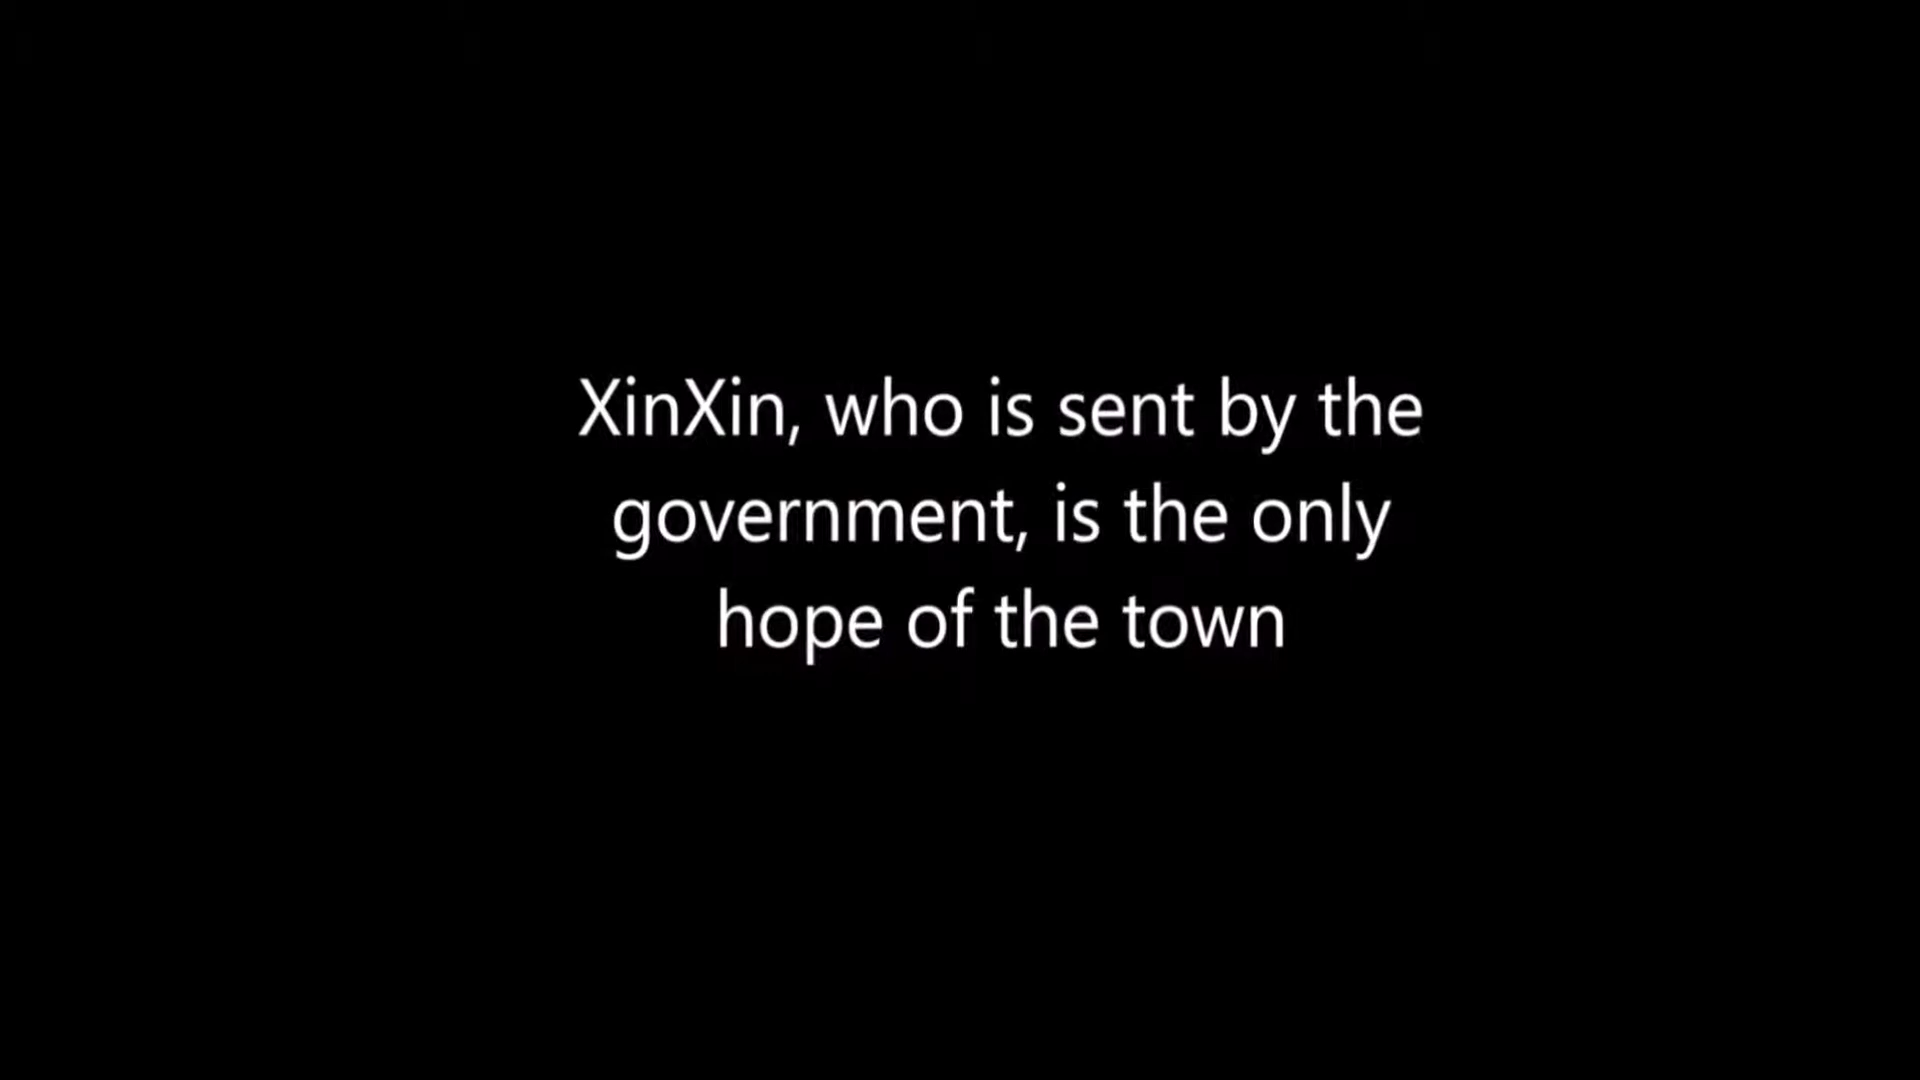 XinXin, who is sent by the
government, is the only
hope of the town